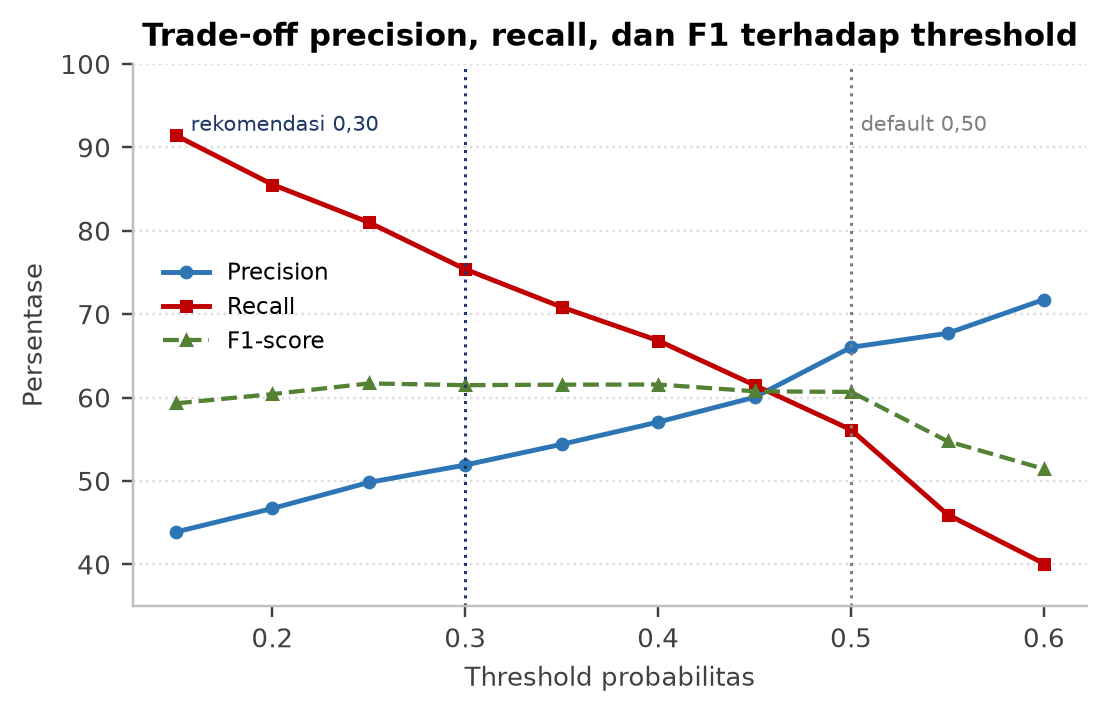 Trade-off precision, recall, dan F1 terhadap threshold
100
90
80
70
60
50
40
Persentase
rekomendasi 0,30
default 0,50
Precision
Recall
F1-score
0.2
0.3
0.4
0.5
0.6
Threshold probabilitas